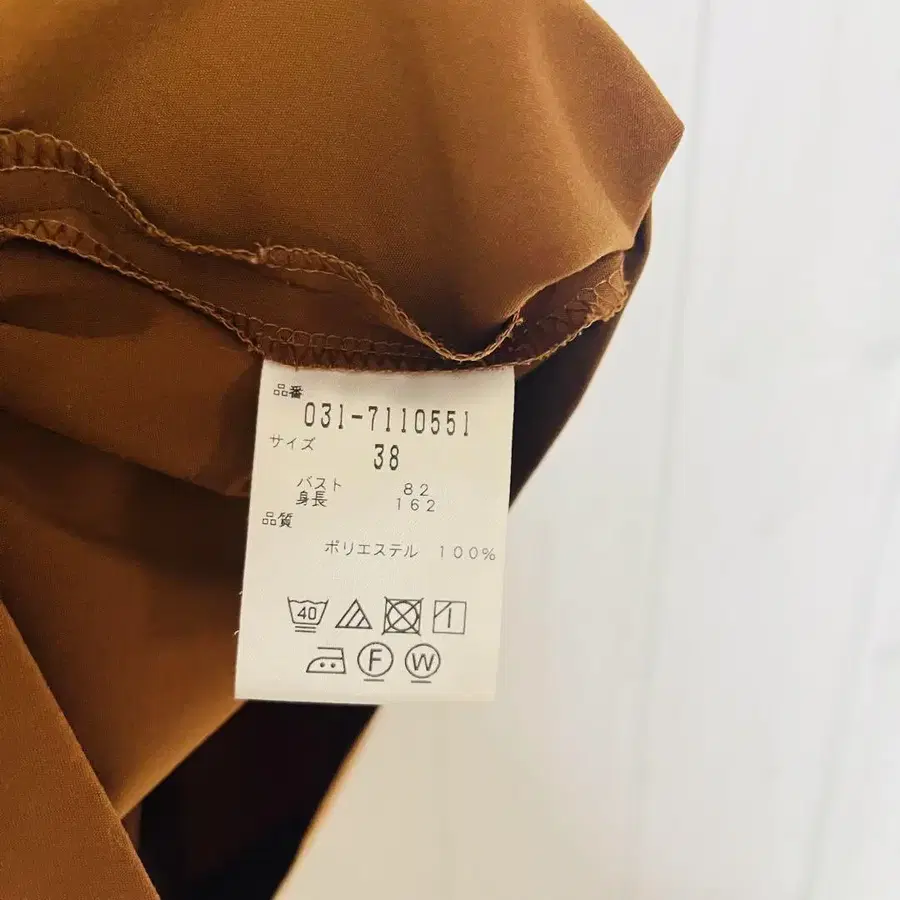 品番
031-7110551
サイズ
38
バスト 82
身長 162
品質
ポリエステル 100%
40
F W